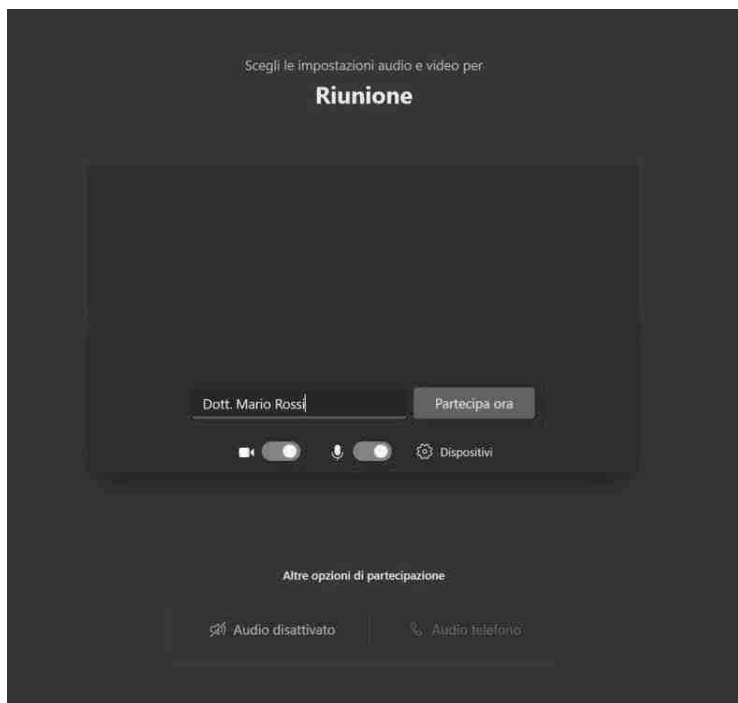 Scegli le impostazioni audio e video per
Riunione
Dott. Mario Rossi
Partecipa ora
Dispositivi
Altre opzioni di partecipazione
Audio disattivato
Audio telefono